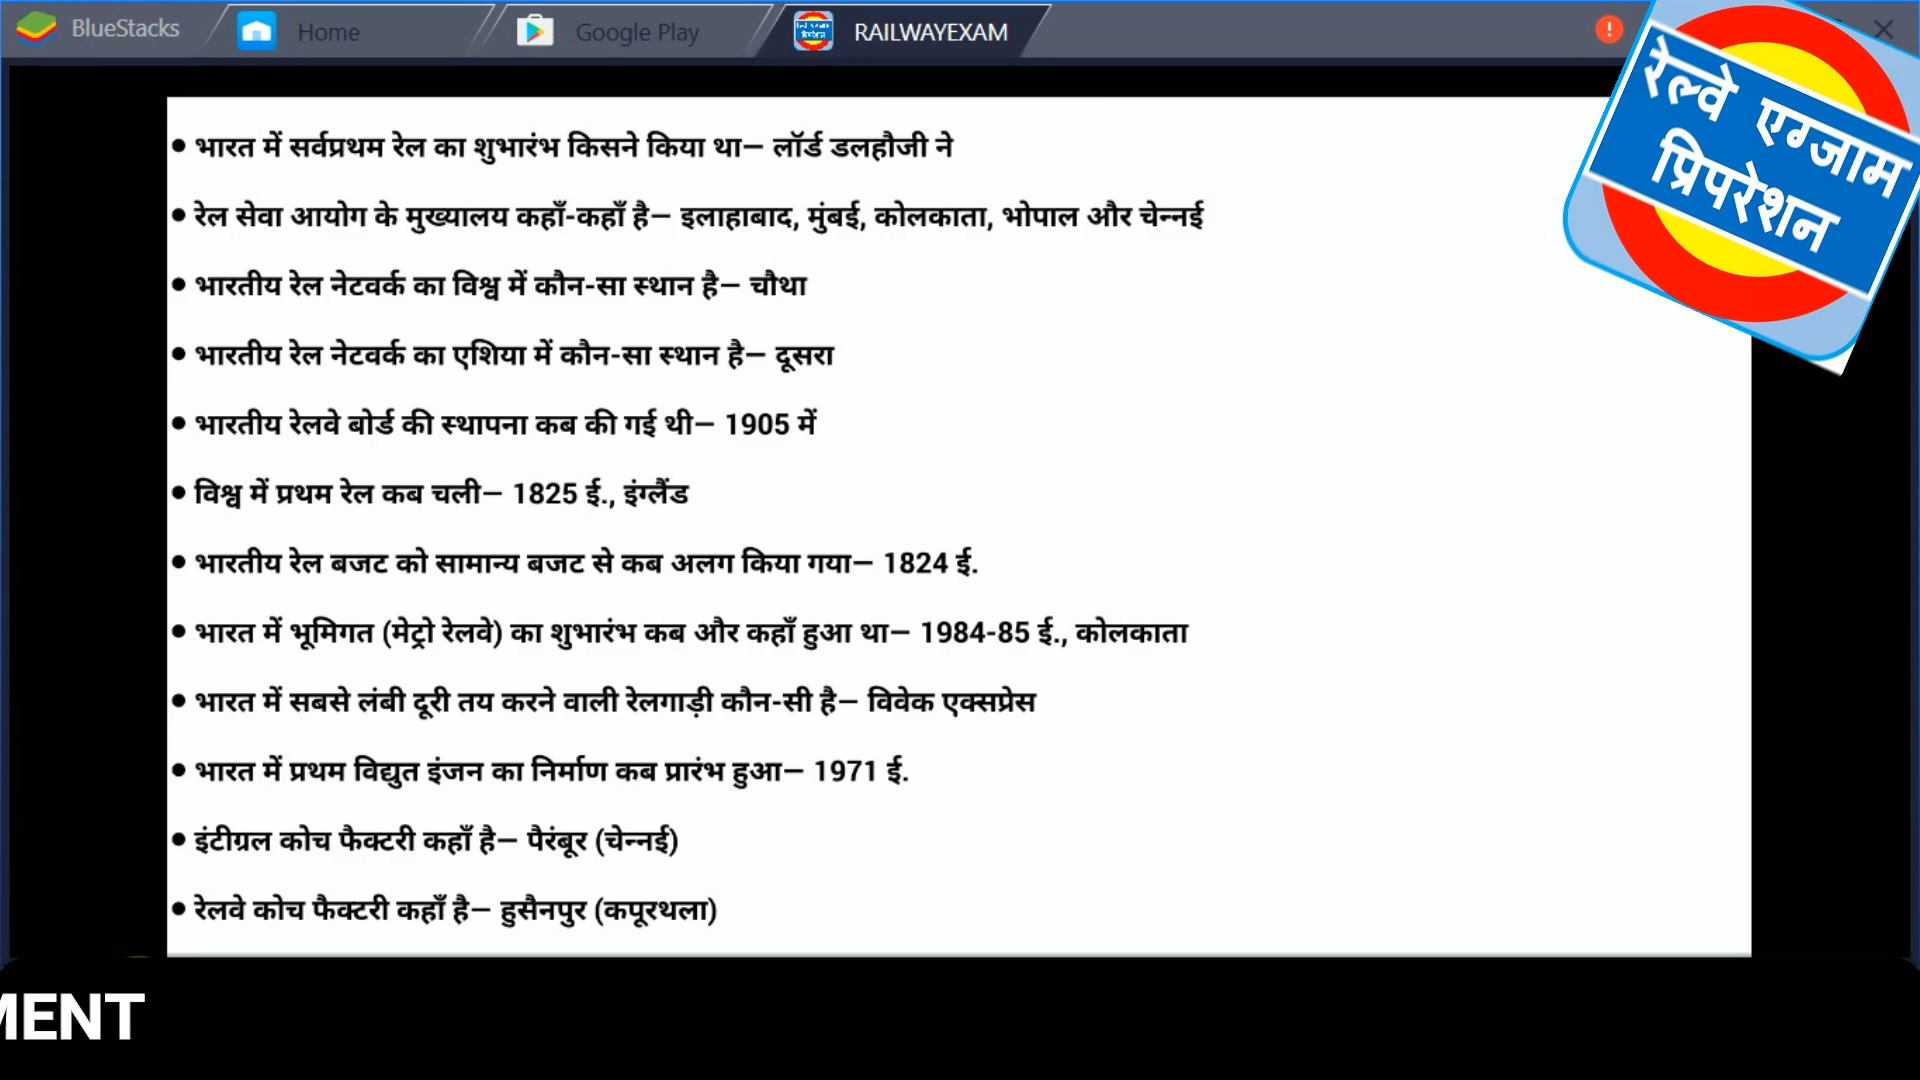 BlueStacks Home Google Play RAILWAYEXAM
रेल्वे एग्जाम
प्रिपरेशन
• भारत में सर्वप्रथम रेल का शुभारंभ किसने किया था— लॉर्ड डलहौजी ने
• रेल सेवा आयोग के मुख्यालय कहाँ-कहाँ है— इलाहाबाद, मुंबई, कोलकाता, भोपाल और चेन्नई
• भारतीय रेल नेटवर्क का विश्व में कौन-सा स्थान है— चौथा
• भारतीय रेल नेटवर्क का एशिया में कौन-सा स्थान है— दूसरा
• भारतीय रेलवे बोर्ड की स्थापना कब की गई थी— 1905 में
• विश्व में प्रथम रेल कब चली— 1825 ई., इंग्लैंड
• भारतीय रेल बजट को सामान्य बजट से कब अलग किया गया— 1824 ई.
• भारत में भूमिगत (मेट्रो रेलवे) का शुभारंभ कब और कहाँ हुआ था— 1984-85 ई., कोलकाता
• भारत में सबसे लंबी दूरी तय करने वाली रेलगाड़ी कौन-सी है— विवेक एक्सप्रेस
• भारत में प्रथम विद्युत इंजन का निर्माण कब प्रारंभ हुआ— 1971 ई.
• इंटीग्रल कोच फैक्टरी कहाँ है— पैरंबूर (चेन्नई)
• रेलवे कोच फैक्टरी कहाँ है— हुसैनपुर (कपूरथला)
MENT